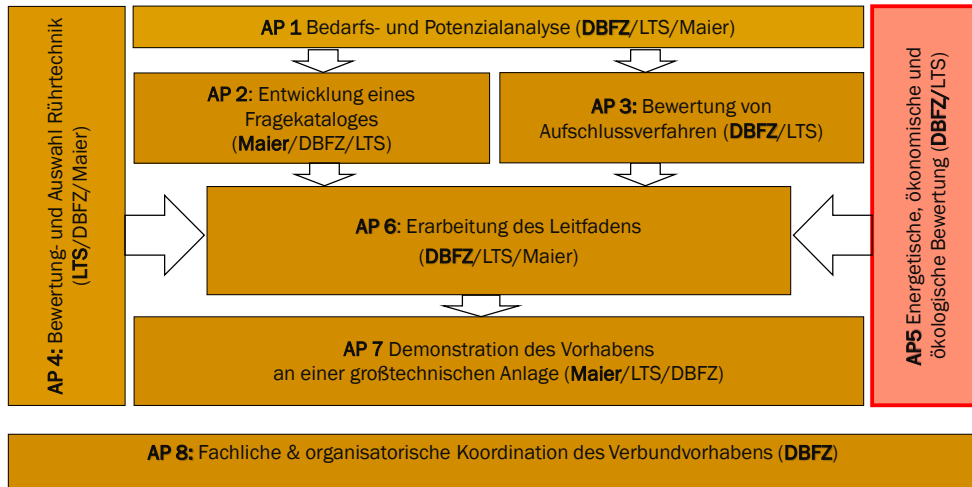 AP 1 Bedarfs- und Potenzialanalyse (DBFZ/LTS/Maier)
AP 2: Entwicklung eines
Fragekataloges
(Maier/DBFZ/LTS)
AP 3: Bewertung von
Aufschlussverfahren (DBFZ/LTS)
AP 4: Bewertung- und Auswahl Rührtechnik
(LTS/DBFZ/Maier)
AP 6: Erarbeitung des Leitfadens
(DBFZ/LTS/Maier)
AP5 Energetische, ökonomische und
ökologische Bewertung (DBFZ/LTS)
AP 7 Demonstration des Vorhabens
an einer großtechnischen Anlage (Maier/LTS/DBFZ)
AP 8: Fachliche & organisatorische Koordination des Verbundvorhabens (DBFZ)